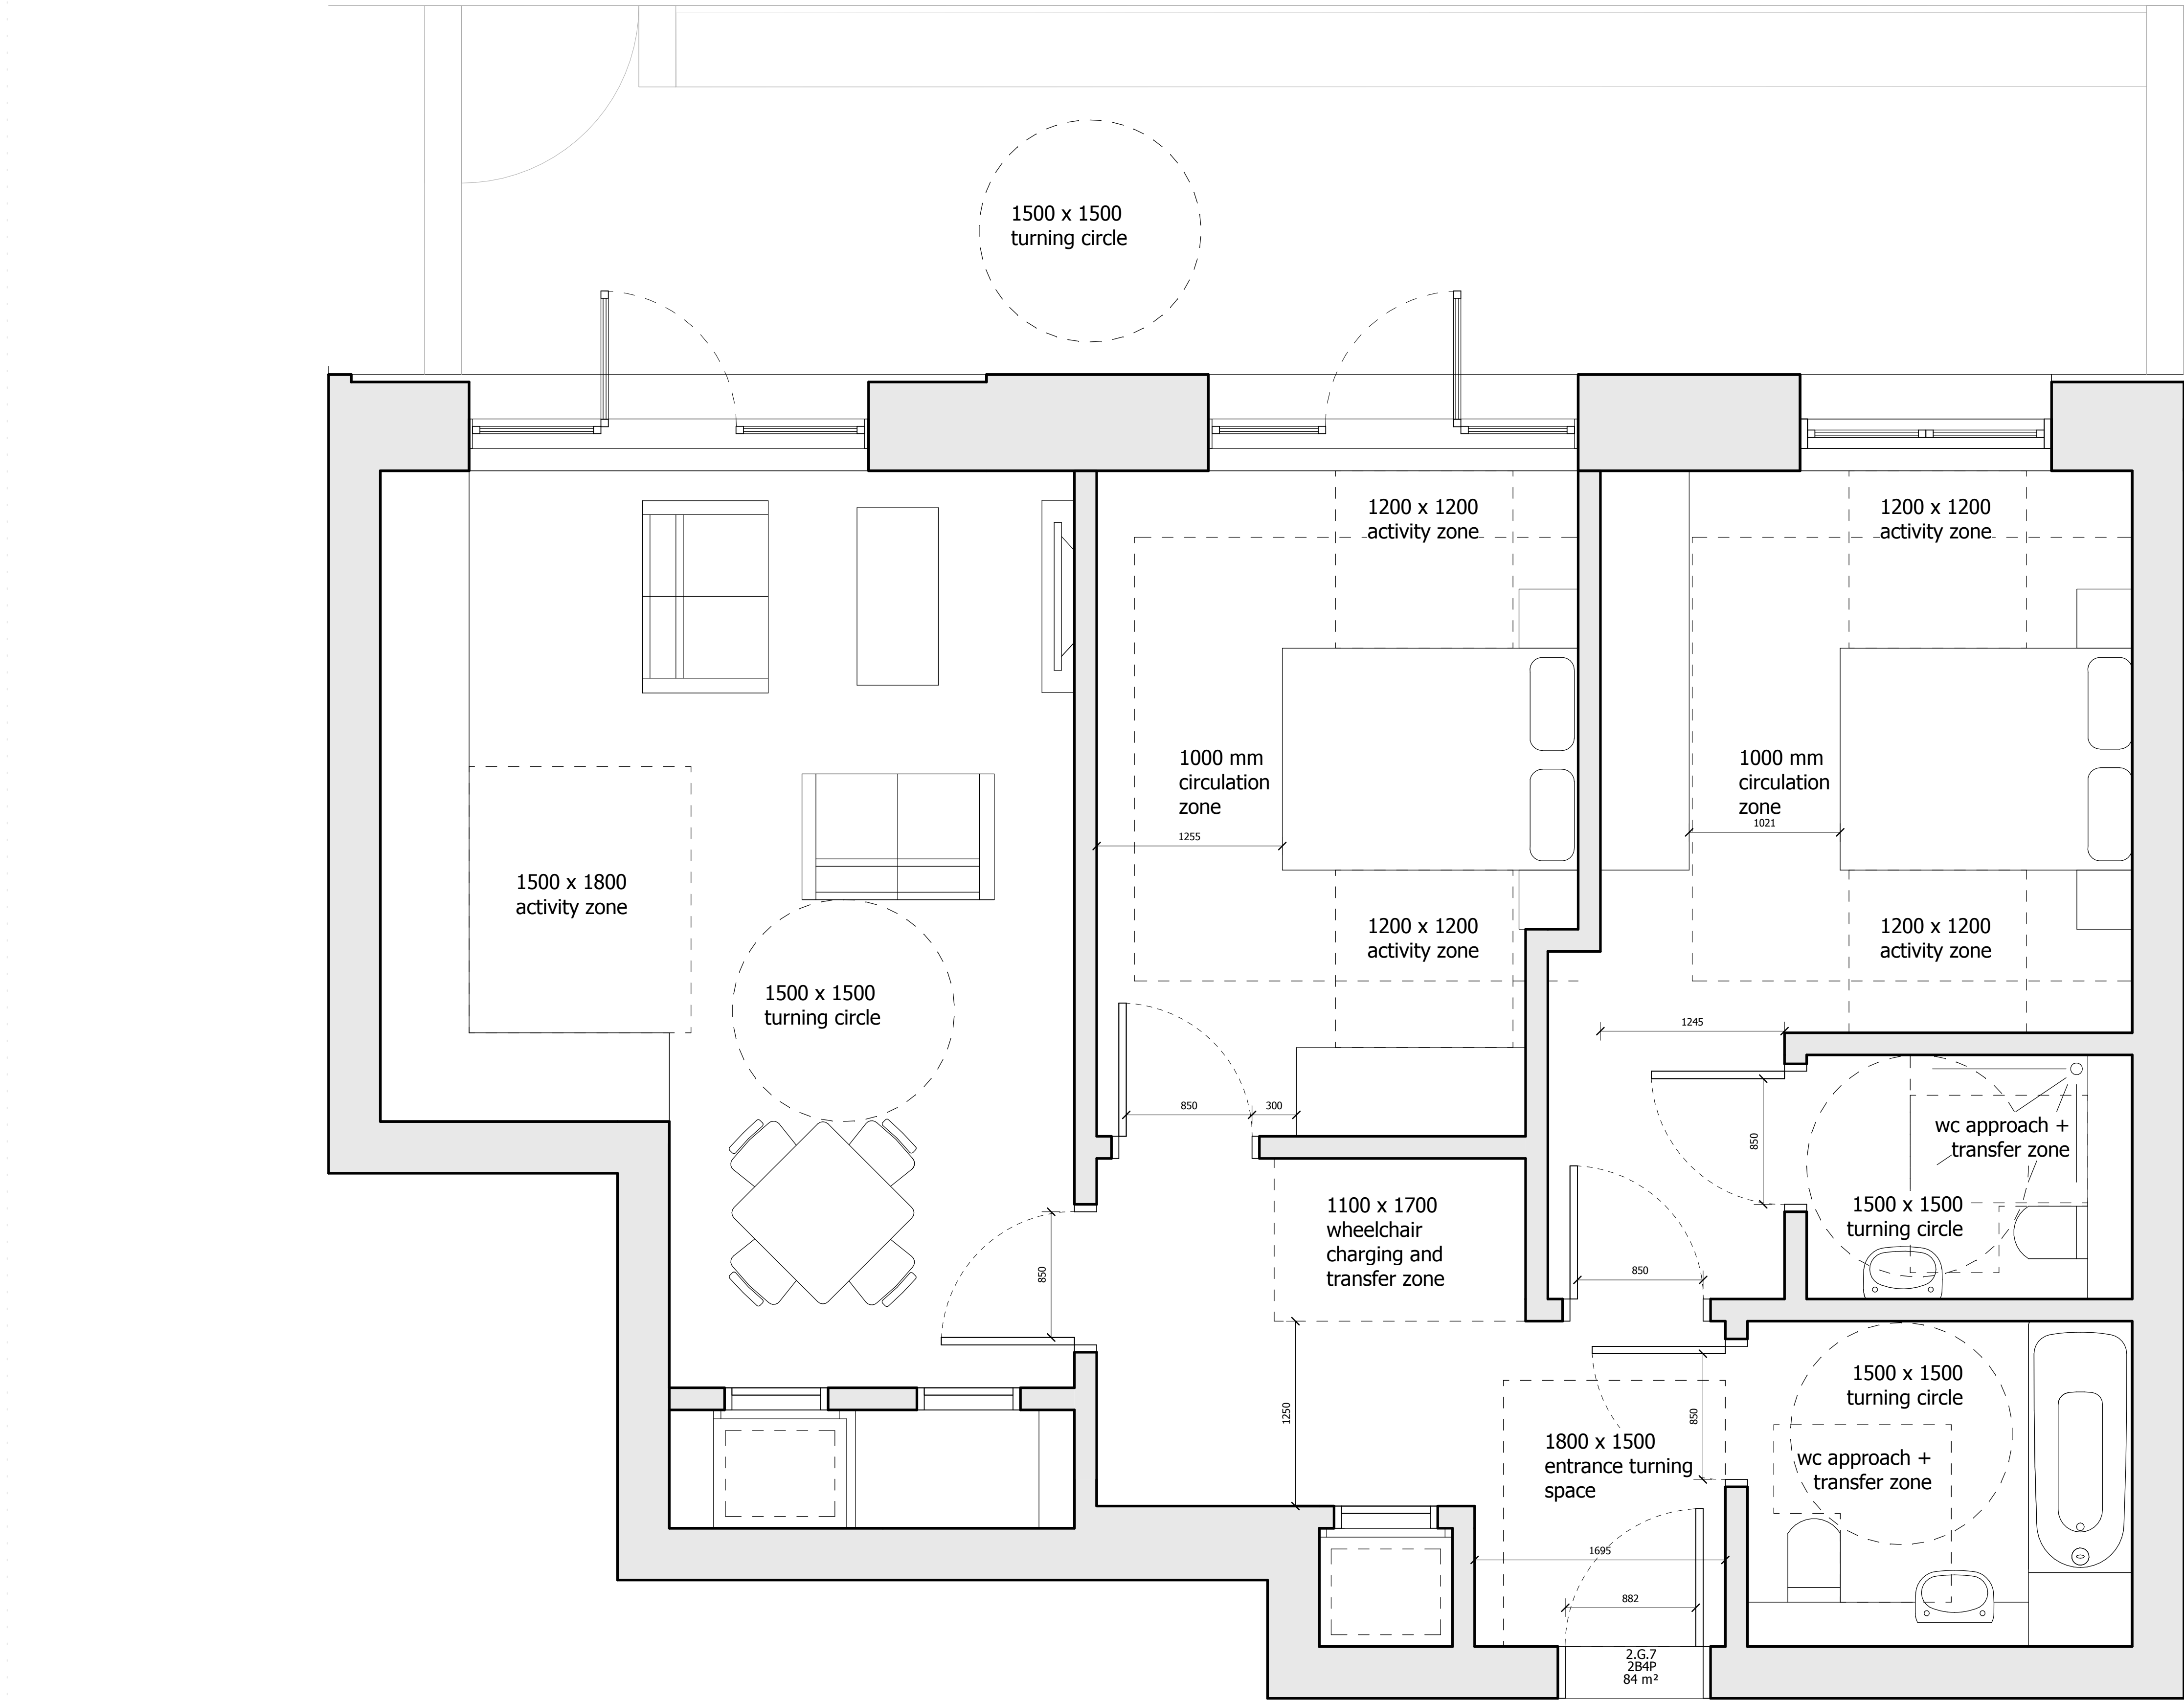 1500 x 1500
turning circle
1200 x 1200
activity zone
1200 x 1200
activity zone
1000 mm
circulation
zone
1255
1000 mm
circulation
zone
1021
1500 x 1800
activity zone
1200 x 1200
activity zone
1200 x 1200
activity zone
1500 x 1500
turning circle
1245
850
300
850
wc approach +
transfer zone
1500 x 1500
turning circle
1100 x 1700
wheelchair
charging and
transfer zone
850
850
1250
850
1500 x 1500
turning circle
1800 x 1500
entrance turning
space
wc approach +
transfer zone
1695
882
2.G.7
2B4P
84 m²